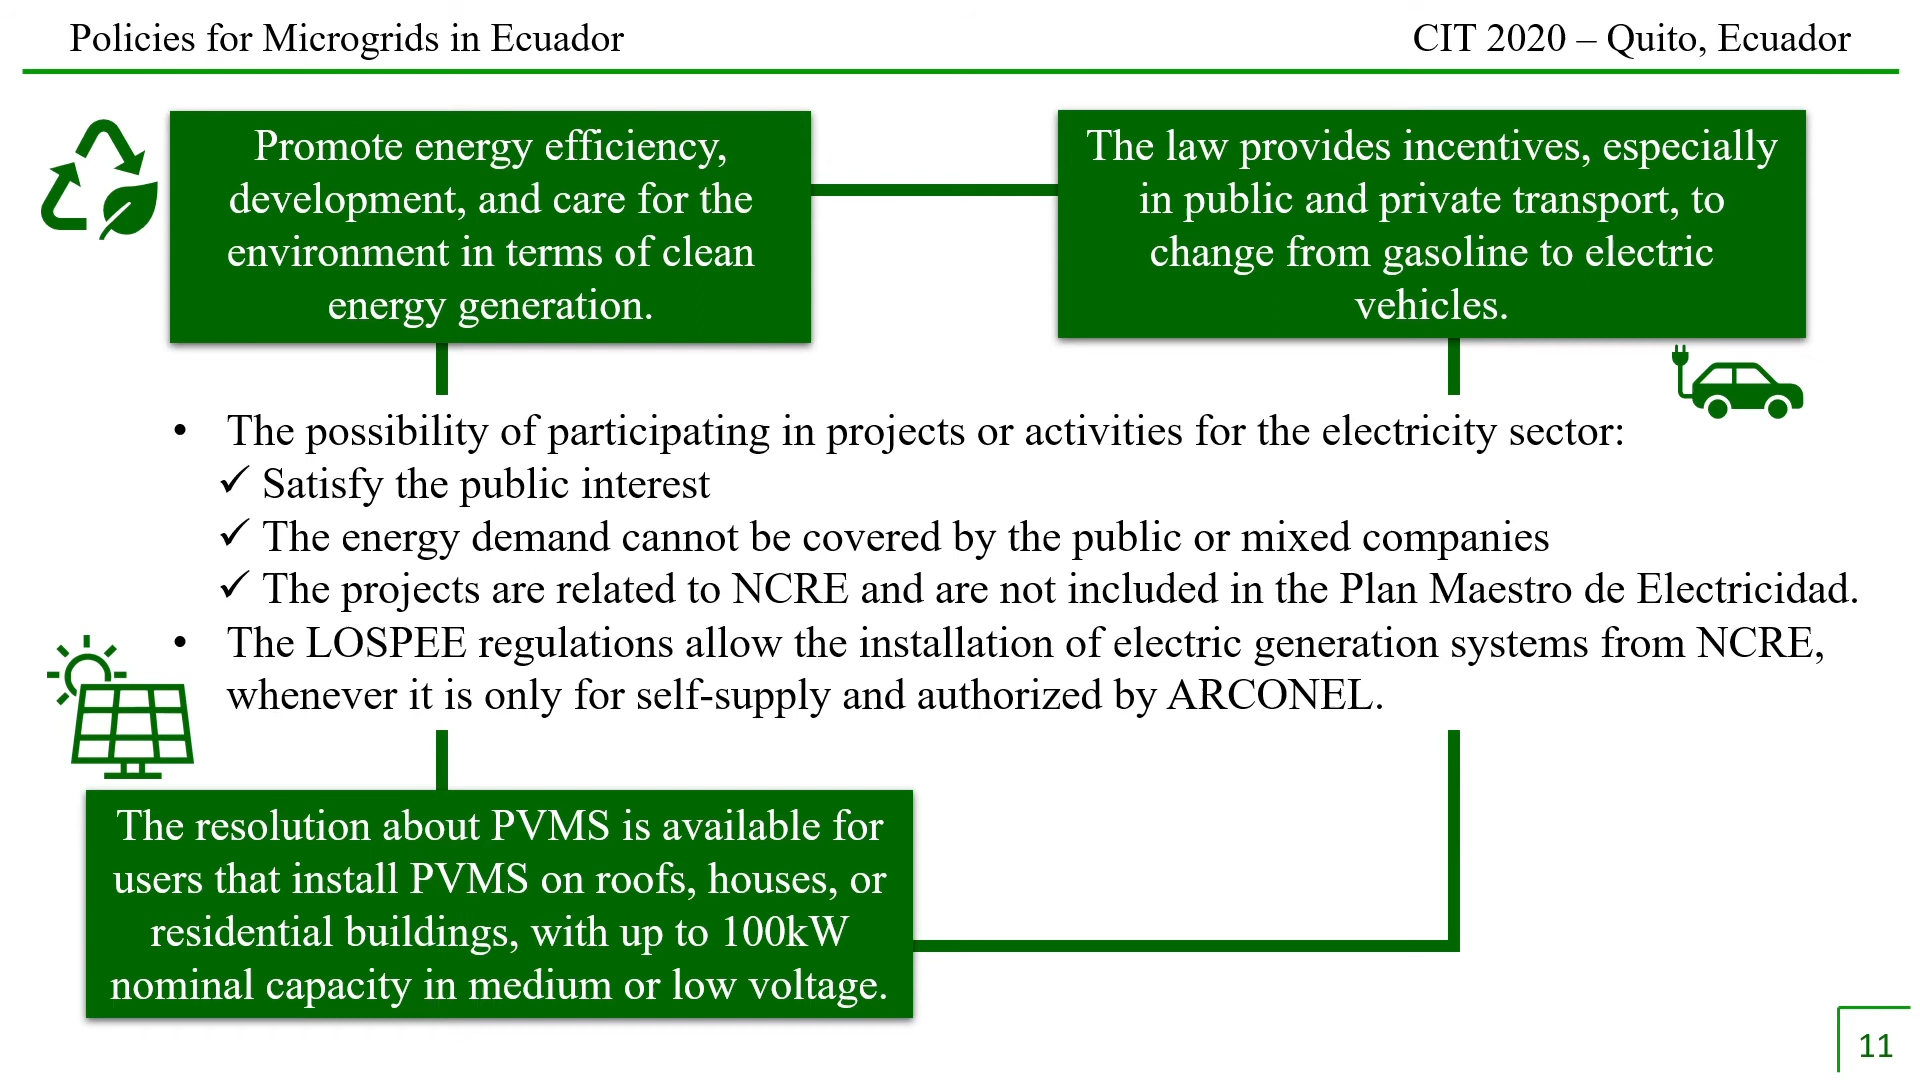 Policies for Microgrids in Ecuador
CIT 2020 – Quito, Ecuador
Promote energy efficiency,
development, and care for the
environment in terms of clean
energy generation.
The law provides incentives, especially
in public and private transport, to
change from gasoline to electric
vehicles.
• The possibility of participating in projects or activities for the electricity sector:
✓ Satisfy the public interest
✓ The energy demand cannot be covered by the public or mixed companies
✓ The projects are related to NCRE and are not included in the Plan Maestro de Electricidad.
• The LOSPEE regulations allow the installation of electric generation systems from NCRE,
whenever it is only for self-supply and authorized by ARCONEL.
The resolution about PVMS is available for
users that install PVMS on roofs, houses, or
residential buildings, with up to 100kW
nominal capacity in medium or low voltage.
11